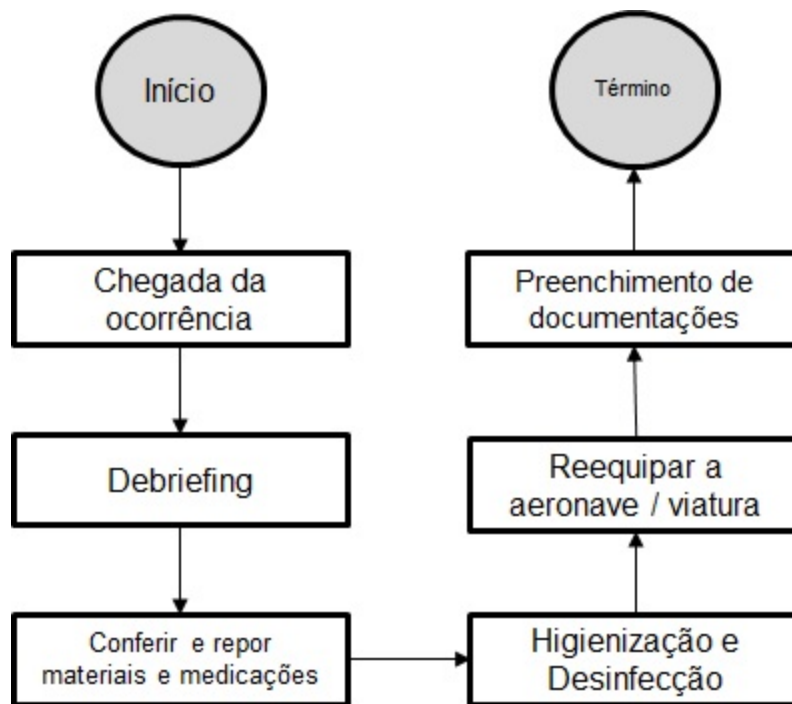 Início
Chegada da
ocorrência
Debriefing
Conferir e repor
materiais e medicações
Higienização e
Desinfecção
Reequipar a
aeronave / viatura
Preenchimento de
documentações
Término